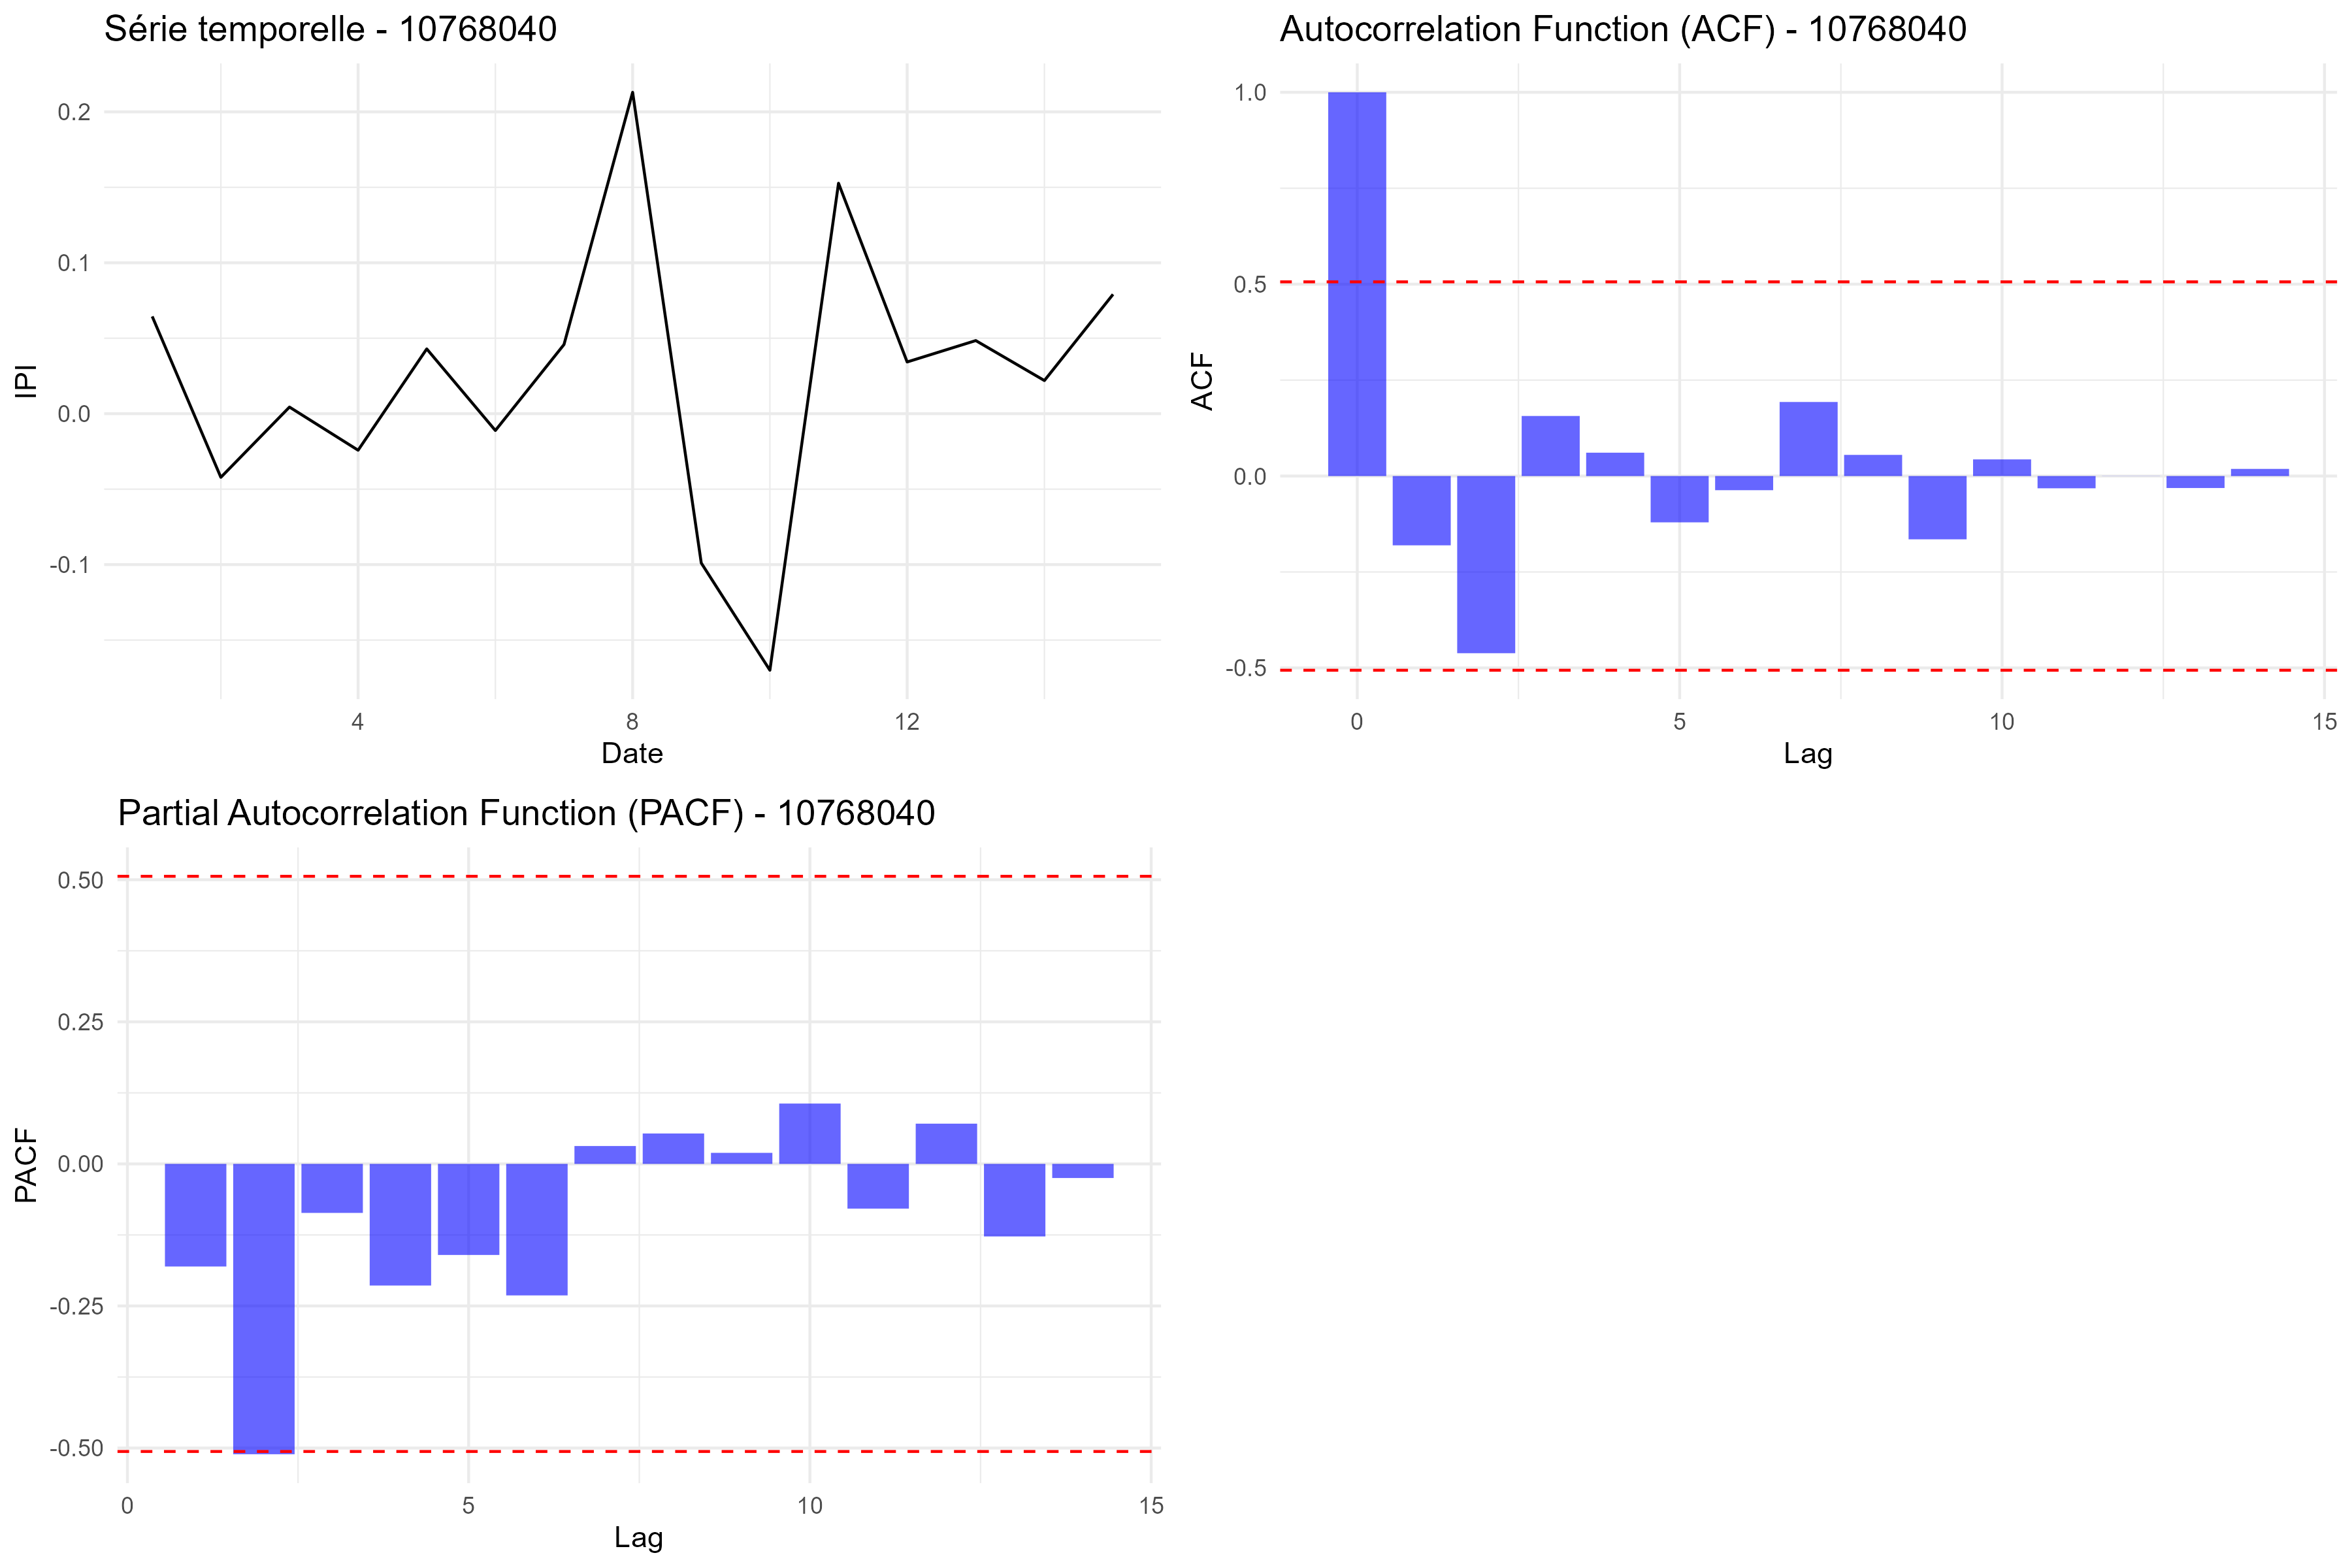 Série temporelle - 10768040
0.2
0.1
0.0
-0.1
IPI
4
8
12
Date
Autocorrelation Function (ACF) - 10768040
1.0
0.5
0.0
-0.5
ACF
0
5
10
15
Lag
Partial Autocorrelation Function (PACF) - 10768040
0.50
0.25
0.00
-0.25
-0.50
PACF
0
5
10
15
Lag